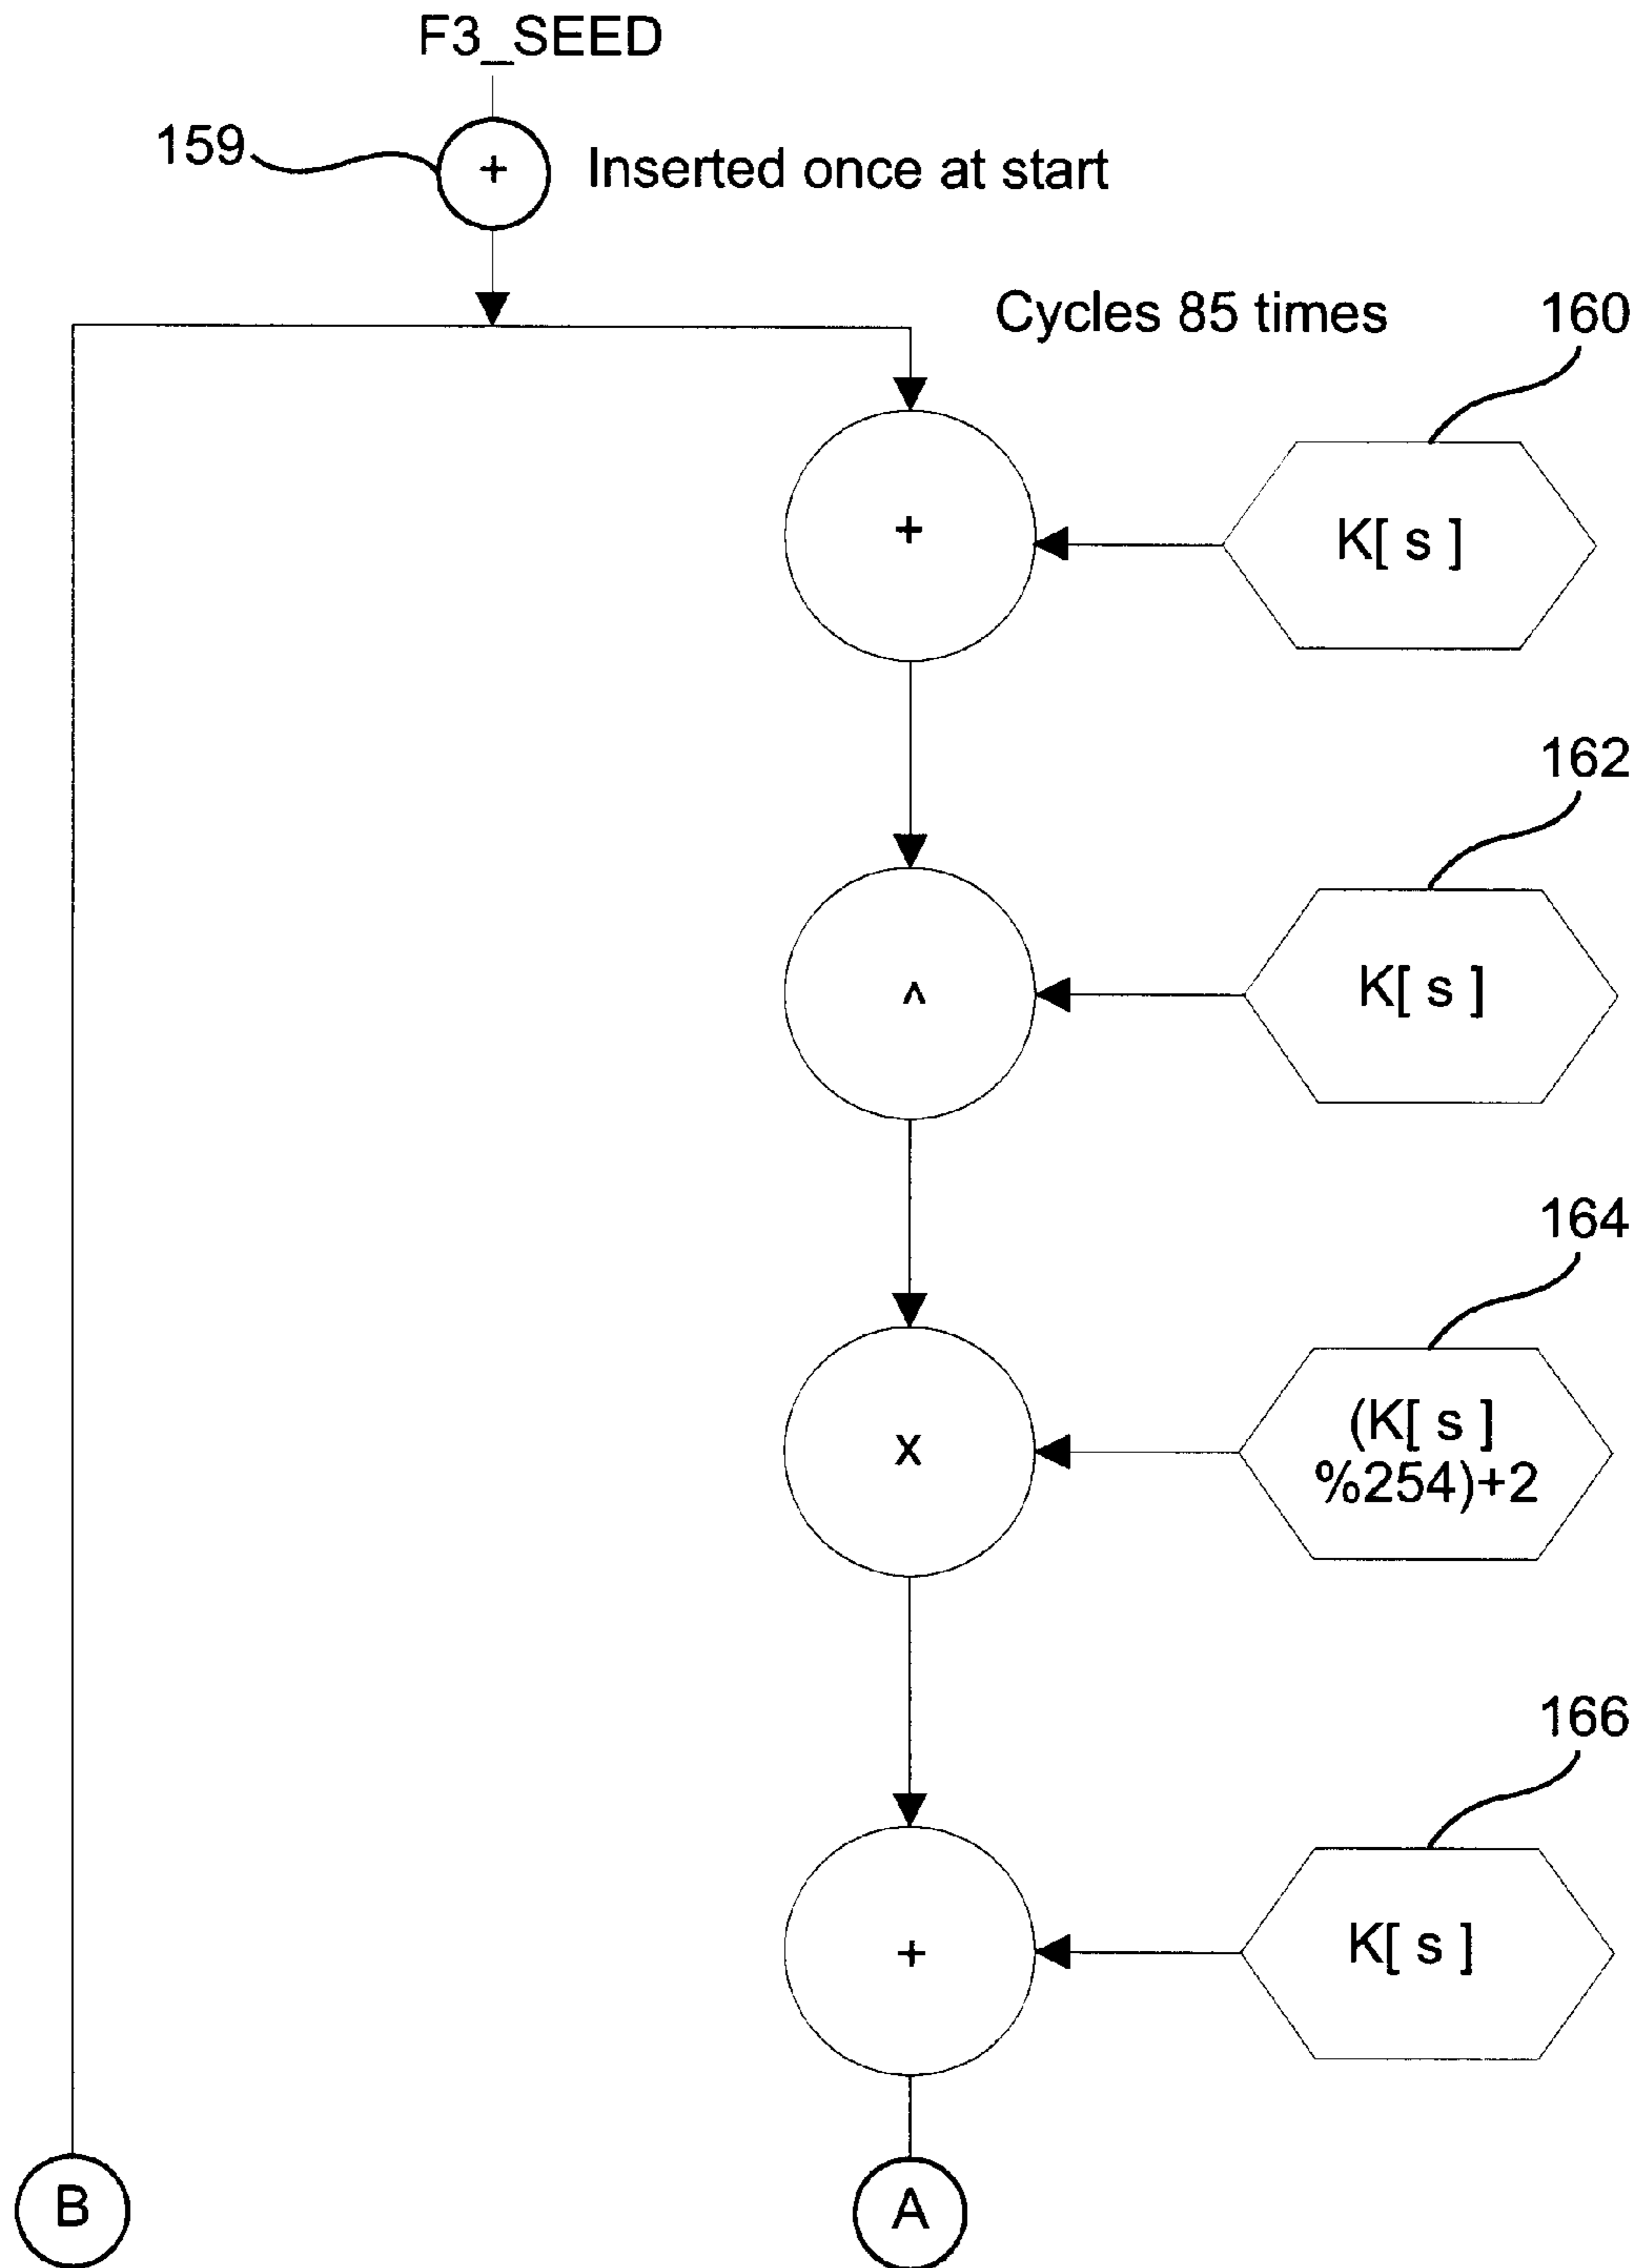 F3_SEED
159
+
Inserted once at start
Cycles 85 times
160
+
K[ s ]
162
^
K[ s ]
164
x
(K[ s ]
%254)+2
166
+
K[ s ]
B
A